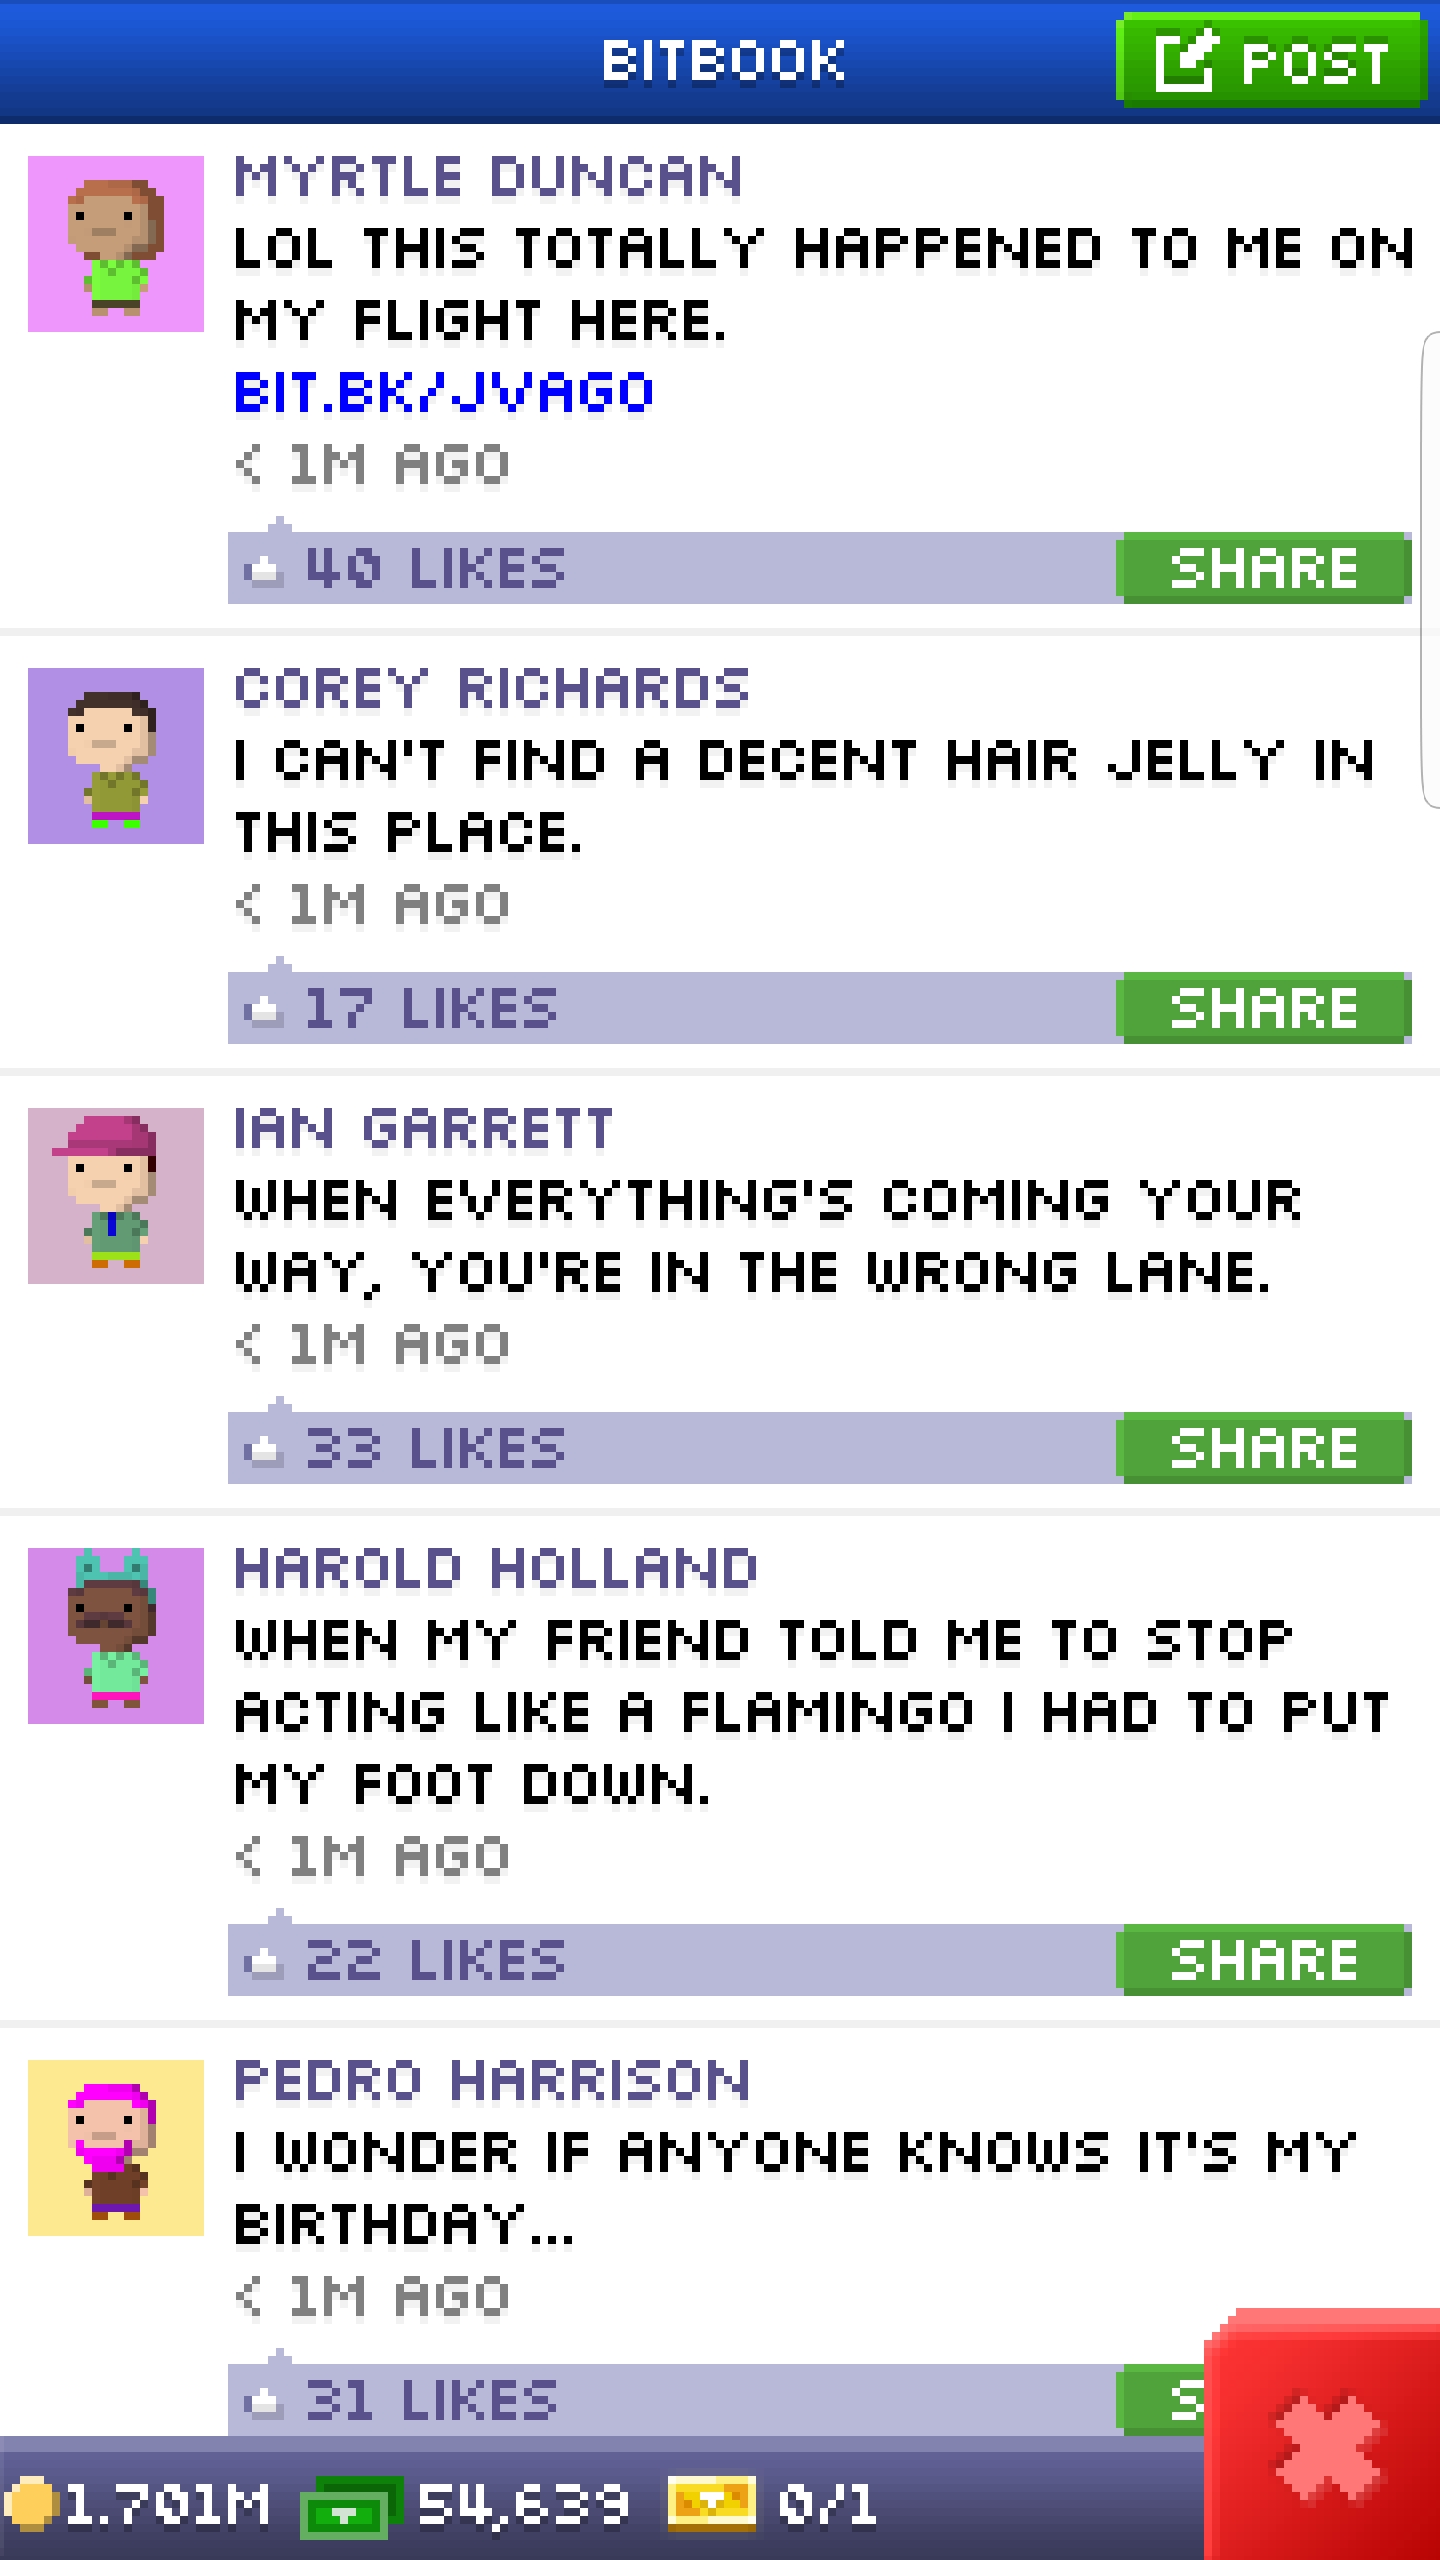 BITBOOK
POST
MYRTLE DUNCAN
LOL THIS TOTALLY HAPPENED TO ME ON
MY FLIGHT HERE.
BIT.BK/JVAGO
< 1M AGO
40 LIKES
SHARE
COREY RICHARDS
I CAN'T FIND A DECENT HAIR JELLY IN
THIS PLACE.
< 1M AGO
17 LIKES
SHARE
IAN GARRETT
WHEN EVERYTHING'S COMING YOUR
WAY, YOU'RE IN THE WRONG LANE.
< 1M AGO
33 LIKES
SHARE
HAROLD HOLLAND
WHEN MY FRIEND TOLD ME TO STOP
ACTING LIKE A FLAMINGO I HAD TO PUT
MY FOOT DOWN.
< 1M AGO
22 LIKES
SHARE
PEDRO HARRISON
I WONDER IF ANYONE KNOWS IT'S MY
BIRTHDAY...
< 1M AGO
31 LIKES
S
1.701M
54,639
0/1